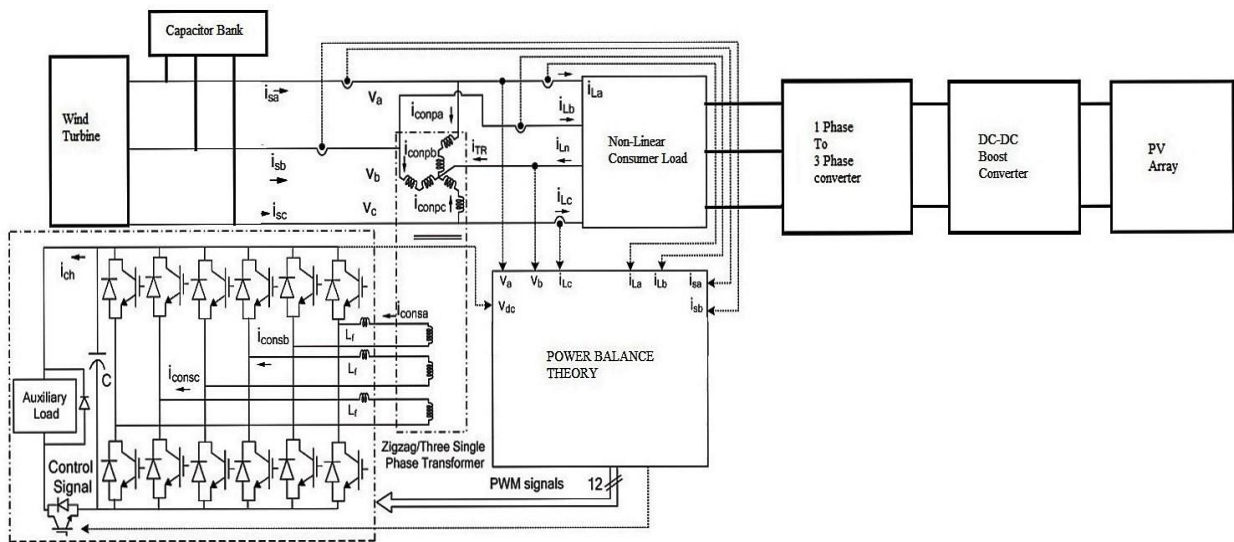 Capacitor Bank
Wind
Turbine
isa
Va
isb
Vb
isc
Vc
iconpa
iconpb
iconpc
iTR
iLa
iLb
iLn
iLc
Non-Linear
Consumer Load
1 Phase
To
3 Phase
converter
DC-DC
Boost
Converter
PV
Array
ich
C
Auxiliary
Load
Control
Signal
iconsa
iconsb
iconsc
Lf
Lf
Lf
Zigzag/Three Single
Phase Transformer
Va
Vb
iLc
iLa
iLb
isa
isb
Vdc
POWER BALANCE
THEORY
PWM signals
12